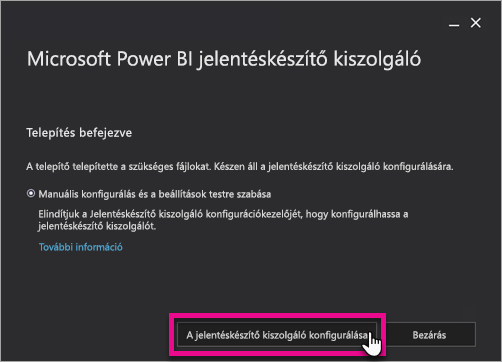 Microsoft Power BI jelentéskészítő kiszolgáló
Telepítés befejezve
A telepítő telepítette a szükséges fájlokat. Készen áll a jelentéskészítő kiszolgáló konfigurálására.
Manuális konfigurálás és a beállítások testre szabása
Elindítjuk a Jelentéskészítő kiszolgáló konfigurációkezelőjét, hogy konfigurálhassa a
jelentéskészítő kiszolgálót.
További információ
A jelentéskészítő kiszolgáló konfigurálása
Bezárás